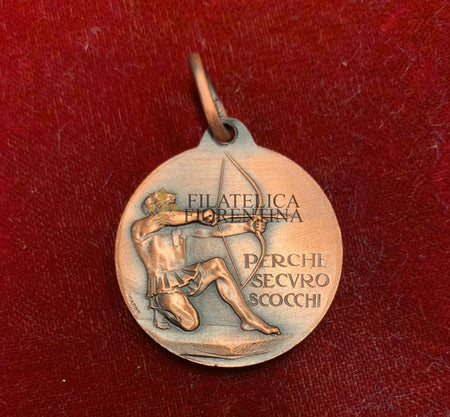 FILATELICA
FIORENTINA
PERCHE
SECVRO
SCOCCHI